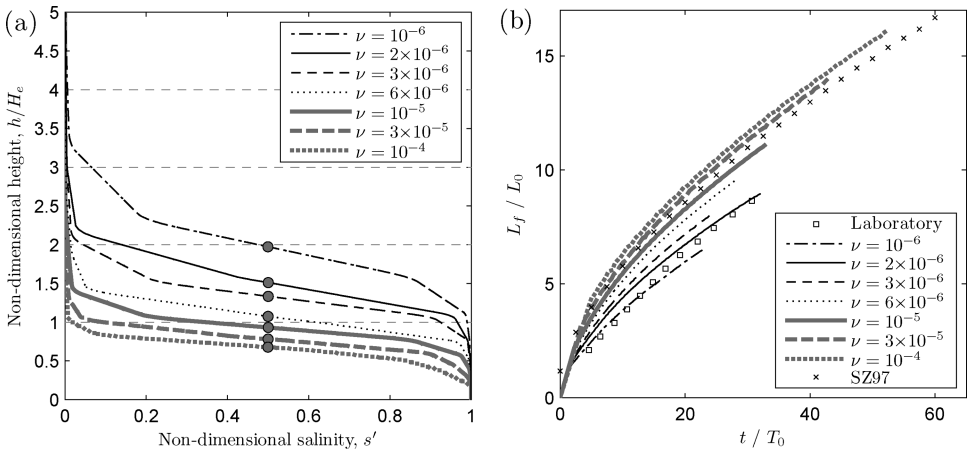 (a)
Non-dimensional height, h/Hₑ
5
4.5
4
3.5
3
2.5
2
1.5
1
0.5
0
0 0.2 0.4 0.6 0.8 1
Non-dimensional salinity, s′
ν = 10⁻⁶
ν = 2×10⁻⁶
ν = 3×10⁻⁶
ν = 6×10⁻⁶
ν = 10⁻⁵
ν = 3×10⁻⁵
ν = 10⁻⁴
(b)
L_f / L₀
15
10
5
0
0 20 40 60
t / T₀
Laboratory
ν = 10⁻⁶
ν = 2×10⁻⁶
ν = 3×10⁻⁶
ν = 6×10⁻⁶
ν = 10⁻⁵
ν = 3×10⁻⁵
ν = 10⁻⁴
SZ97